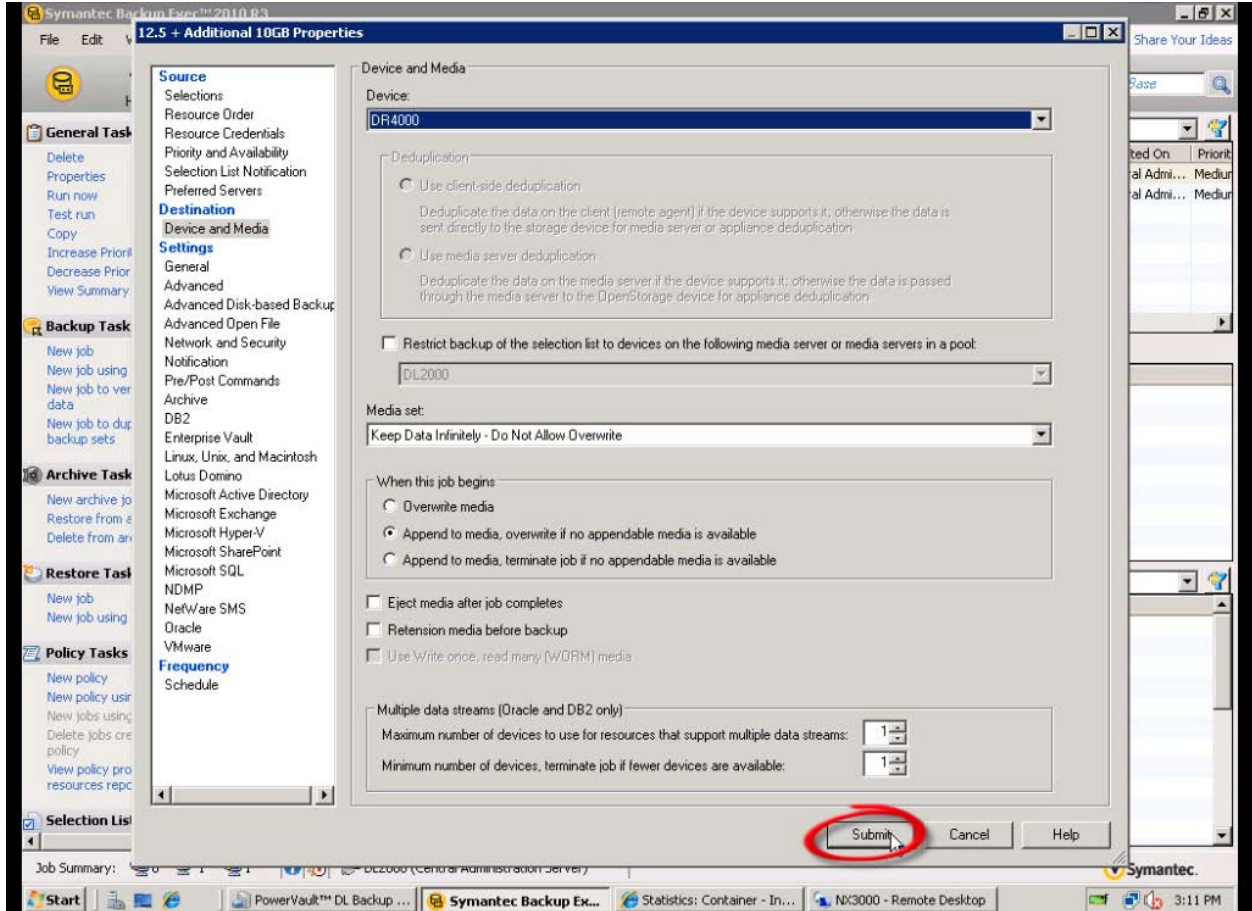 Symantec Backup Exec™ 2010 R3
File Edit
Share Your Ideas
12.5 + Additional 10GB Properties
Base
General Task
Delete
Properties
Run now
Test run
Copy
Increase Priori
Decrease Prior
View Summary
Backup Task
New job
New job using
New job to ver
data
New job to dup
backup sets
Archive Task
New archive jo
Restore from a
Delete from ar
Restore Task
New job
New job using
Policy Tasks
New policy
New policy usin
New jobs using
Delete jobs cre
policy
View policy pro
resources repo
Selection Lis
Source
Selections
Resource Order
Resource Credentials
Priority and Availability
Selection List Notification
Preferred Servers
Destination
Device and Media
Settings
General
Advanced
Advanced Disk-based Backup
Advanced Open File
Network and Security
Notification
Pre/Post Commands
Archive
DB2
Enterprise Vault
Linux, Unix, and Macintosh
Lotus Domino
Microsoft Active Directory
Microsoft Exchange
Microsoft Hyper-V
Microsoft SharePoint
Microsoft SQL
NDMP
NetWare SMS
Oracle
VMware
Frequency
Schedule
Device and Media
Device:
DR4000
Deduplication
Use client-side deduplication
Deduplicate the data on the client (remote agent) if the device supports it; otherwise the data is
sent directly to the storage device for media server or appliance deduplication
Use media server deduplication
Deduplicate the data on the media server if the device supports it; otherwise the data is passed
through the media server to the OpenStorage device for appliance deduplication
Restrict backup of the selection list to devices on the following media server or media servers in a pool:
DL2000
Media set:
Keep Data Infinitely - Do Not Allow Overwrite
When this job begins
Overwrite media
Append to media, overwrite if no appendable media is available
Append to media, terminate job if no appendable media is available
Eject media after job completes
Retension media before backup
Use Write once, read many (WORM) media
Multiple data streams (Oracle and DB2 only)
Maximum number of devices to use for resources that support multiple data streams: 1
Minimum number of devices, terminate job if fewer devices are available: 1
Submit Cancel Help
ted On Priorit
al Admi... Mediur
al Admi... Mediur
Job Summary:
DL2000 (Central Administration Server)
Symantec.
Start PowerVault™ DL Backup ... Symantec Backup Ex... Statistics: Container - In... NX3000 - Remote Desktop 3:11 PM